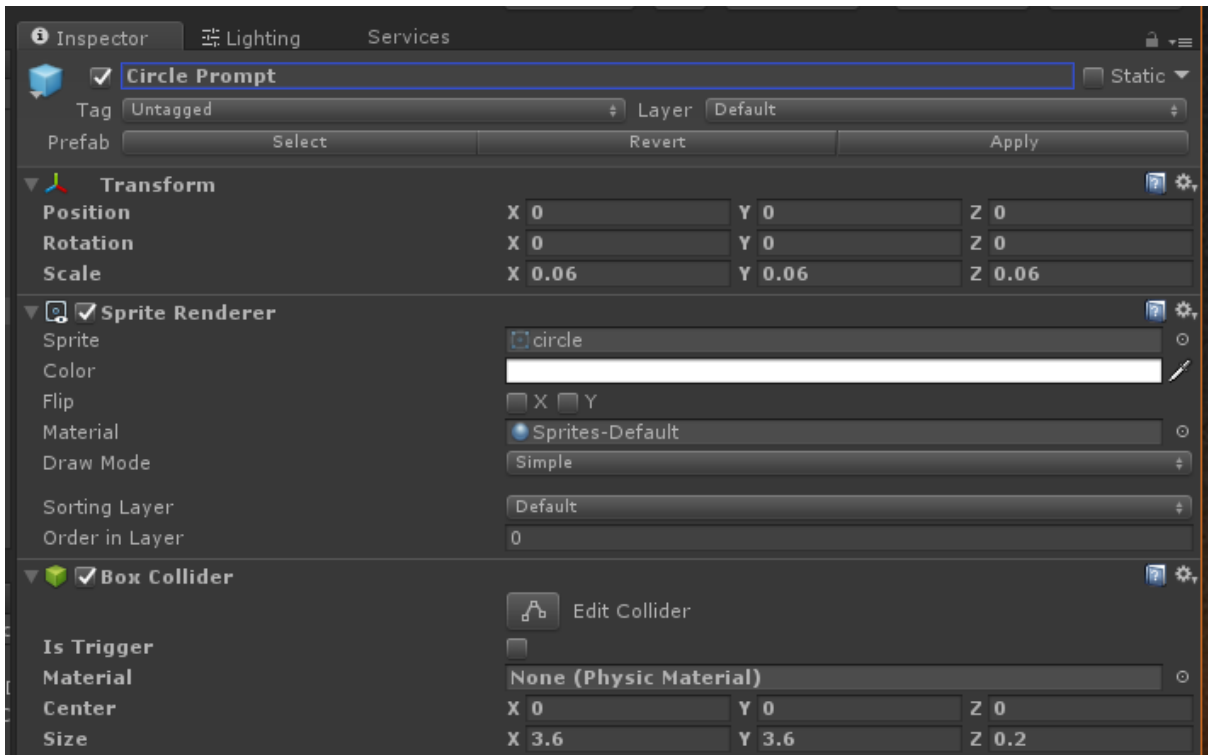 Inspector Lighting Services
Circle Prompt Static
Tag Untagged Layer Default
Prefab Select Revert Apply
Transform
Position X 0 Y 0 Z 0
Rotation X 0 Y 0 Z 0
Scale X 0.06 Y 0.06 Z 0.06
Sprite Renderer
Sprite circle
Color
Flip X Y
Material Sprites-Default
Draw Mode Simple
Sorting Layer Default
Order in Layer 0
Box Collider
Edit Collider
Is Trigger
Material None (Physic Material)
Center X 0 Y 0 Z 0
Size X 3.6 Y 3.6 Z 0.2